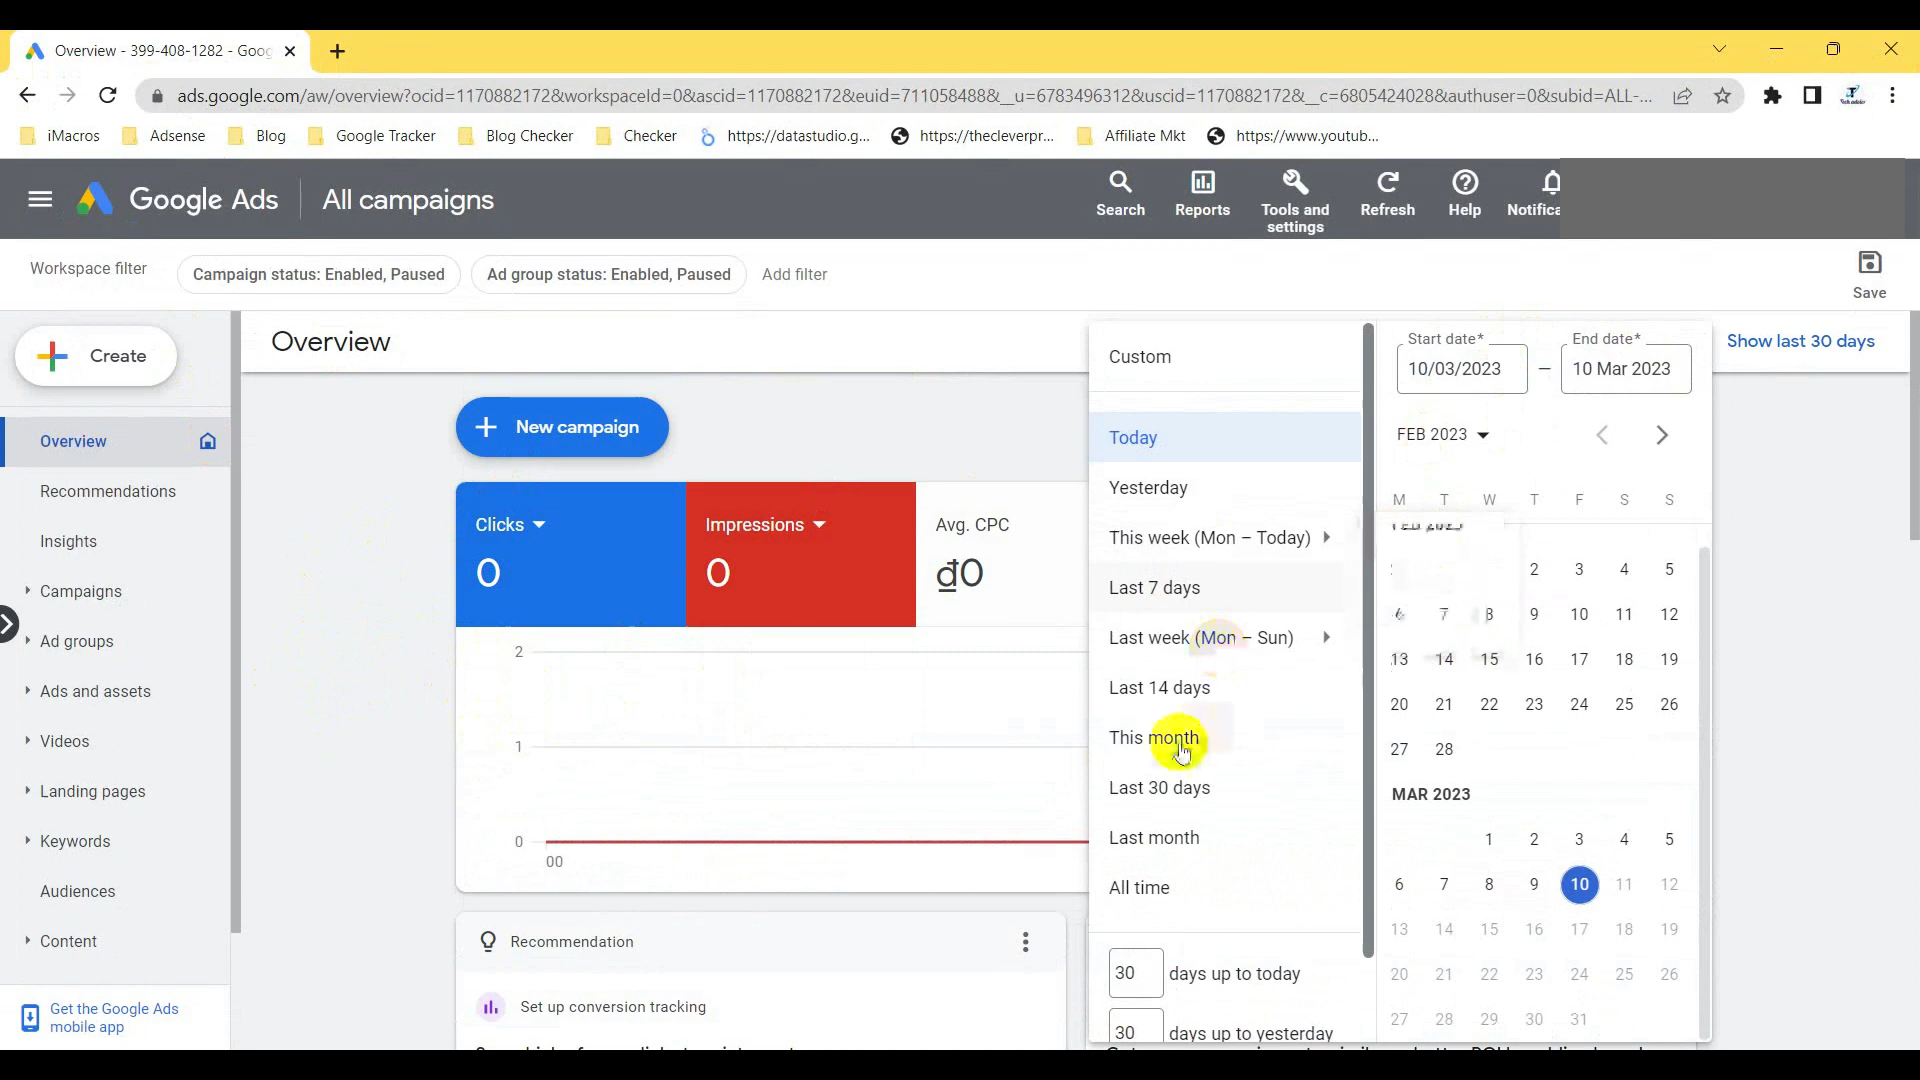 Overview - 399-408-1282 - Goog
ads.google.com/aw/overview?ocid=1170882172&workspaceId=0&ascid=1170882172&euid=711058488&__u=6783496312&uscid=1170882172&__c=6805424028&authuser=0&subid=ALL-...
iMacros
Adsense
Blog
Google Tracker
Blog Checker
Checker
https://datastudio.g...
https://thecleverpr...
Affiliate Mkt
https://www.youtub...
Google Ads
All campaigns
Search
Reports
Tools and
settings
Refresh
Help
Notifica
Workspace filter
Campaign status: Enabled, Paused
Ad group status: Enabled, Paused
Add filter
Save
Create
Overview
Recommendations
Insights
Campaigns
Ad groups
Ads and assets
Videos
Landing pages
Keywords
Audiences
Content
Get the Google Ads
mobile app
Overview
Show last 30 days
New campaign
Clicks
0
Impressions
0
Avg. CPC
₫0
2
1
0
00
Recommendation
Set up conversion tracking
Custom
Today
Yesterday
This week (Mon – Today)
Last 7 days
Last week (Mon – Sun)
Last 14 days
This month
Last 30 days
Last month
All time
30 days up to today
30 days up to yesterday
Start date*
10/03/2023
–
End date*
10 Mar 2023
FEB 2023
M T W T F S S
2 3 4 5
6 7 8 9 10 11 12
13 14 15 16 17 18 19
20 21 22 23 24 25 26
27 28
MAR 2023
1 2 3 4 5
6 7 8 9 10 11 12
13 14 15 16 17 18 19
20 21 22 23 24 25 26
27 28 29 30 31